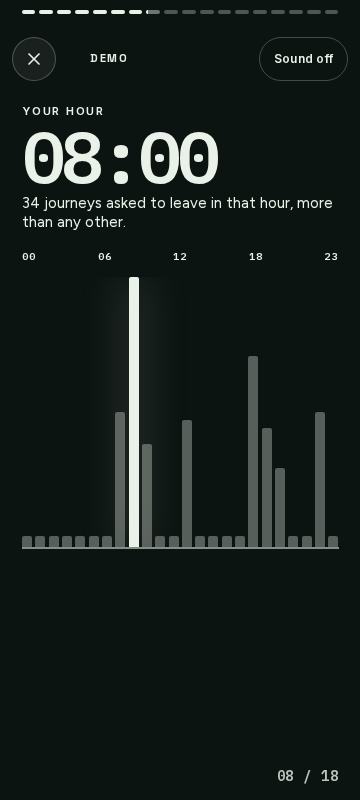 DEMO
Sound off
YOUR HOUR
08:00
34 journeys asked to leave in that hour, more
than any other.
00 06 12 18 23
08 / 18